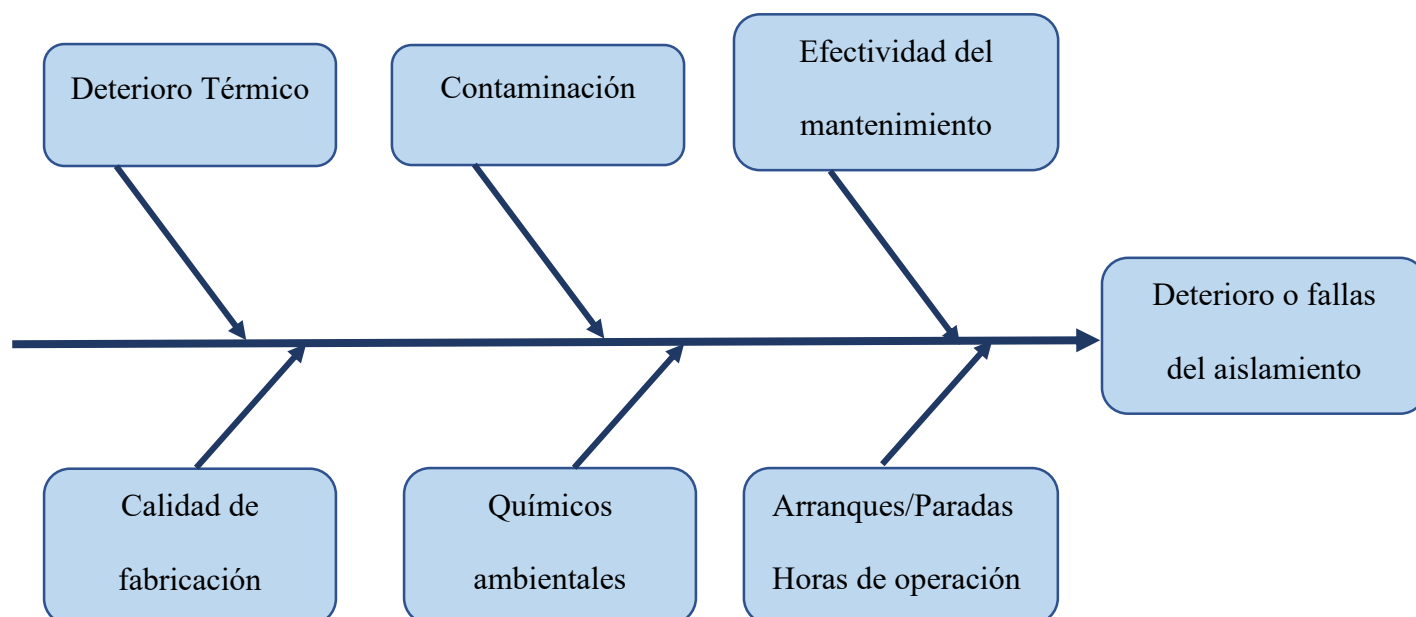 Deterioro Térmico
Contaminación
Efectividad del
mantenimiento
Deterioro o fallas
del aislamiento
Calidad de
fabricación
Químicos
ambientales
Arranques/Paradas
Horas de operación